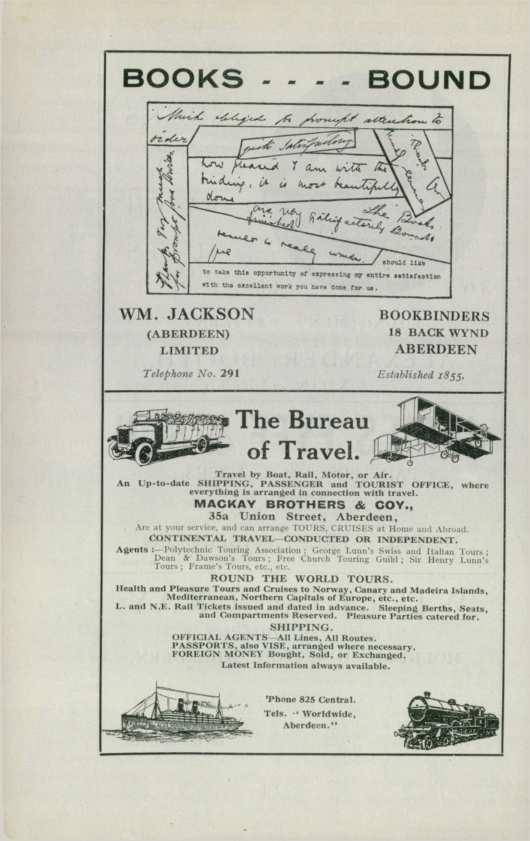 BOOKS - - - - BOUND
Much obliged for prompt attention to
order
quite Satisfactory
how pleased I am with the
binding, it is most beautifully
done
are very Satisfactorily
finished
The Books
Bound
result is really
should like
to take this opportunity of expressing my entire satisfaction
with the excellent work you have done for us.
WM. JACKSON
(ABERDEEN)
LIMITED
Telephone No. 291
BOOKBINDERS
18 BACK WYND
ABERDEEN
Established 1855.
The Bureau
of Travel.
Travel by Boat, Rail, Motor, or Air.
An Up-to-date SHIPPING, PASSENGER and TOURIST OFFICE, where
everything is arranged in connection with travel.
MACKAY BROTHERS & COY.,
35a Union Street, Aberdeen,
Are at your service, and can arrange TOURS, CRUISES at Home and Abroad.
CONTINENTAL TRAVEL—CONDUCTED OR INDEPENDENT.
Agents :—Polytechnic Touring Association ; George Lunn's Swiss and Italian Tours ;
Dean & Dawson's Tours ; Free Church Touring Guild ; Sir Henry Lunn's
Tours ; Frame's Tours, etc., etc.
ROUND THE WORLD TOURS.
Health and Pleasure Tours and Cruises to Norway, Canary and Madeira Islands,
Mediterranean, Northern Capitals of Europe, etc., etc.
L. and N.E. Rail Tickets issued and dated in advance. Sleeping Berths, Seats,
and Compartments Reserved. Pleasure Parties catered for.
SHIPPING.
OFFICIAL AGENTS—All Lines, All Routes.
PASSPORTS, also VISE, arranged where necessary.
FOREIGN MONEY Bought, Sold, or Exchanged.
Latest Information always available.
'Phone 825 Central.
Tels. " Worldwide,
Aberdeen."